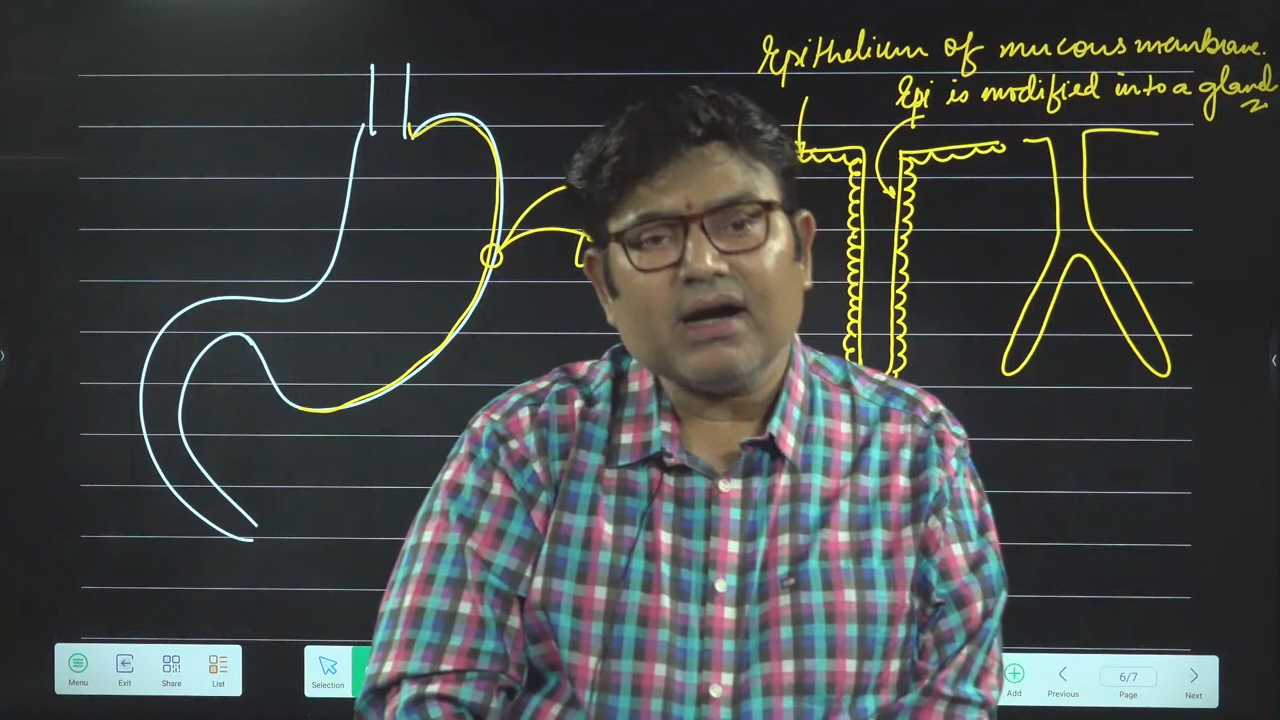 Epithelium of mucous manbrane.
Epi is modified into a gland
Menu
Exit
Share
List
Selection
Add
Previous
6/7
Page
Next